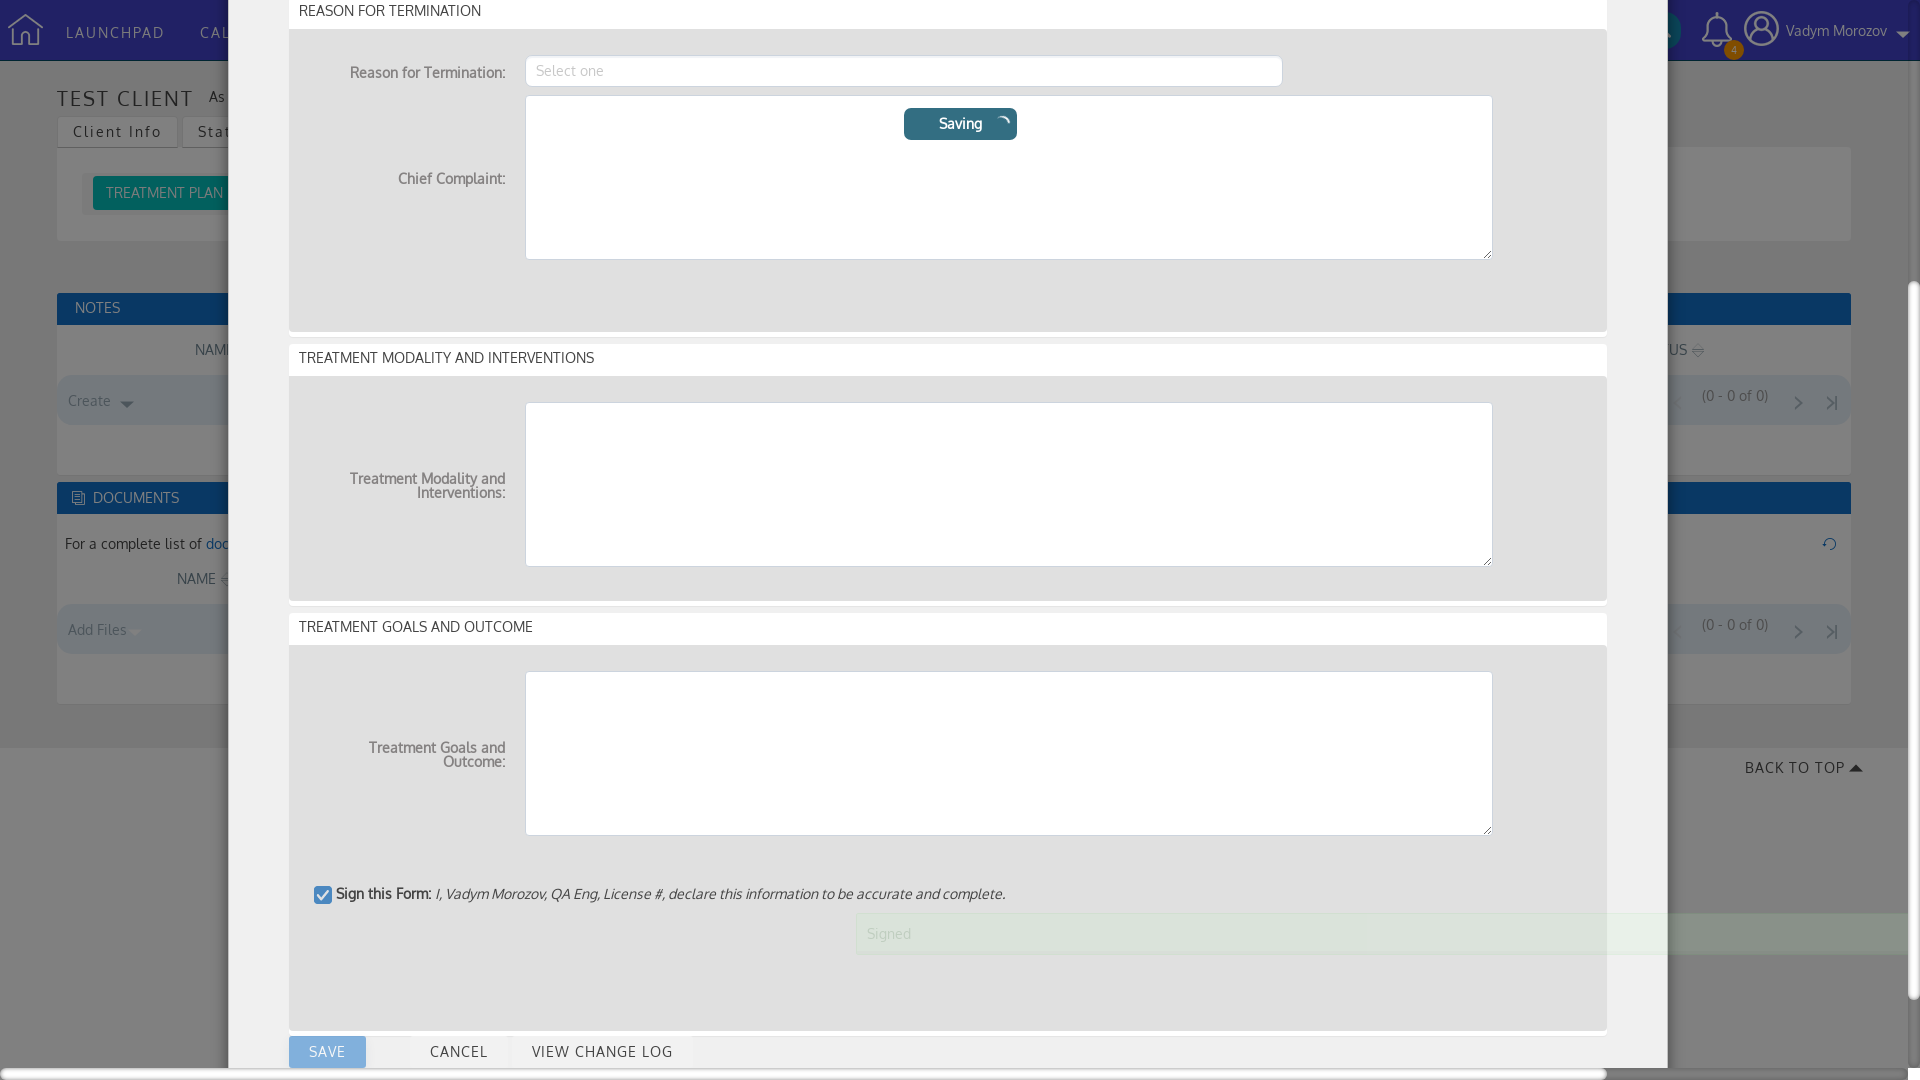 REASON FOR TERMINATION
LAUNCHPAD
4
Vadym Morozov
Reason for Termination:
Select one
TEST CLIENT
As
Saving
Client Info
Stat
Chief Complaint:
TREATMENT PLAN
NOTES
NAME
US
TREATMENT MODALITY AND INTERVENTIONS
Create
(0 - 0 of 0)
Treatment Modality and
Interventions:
DOCUMENTS
For a complete list of doc
NAME
TREATMENT GOALS AND OUTCOME
Add Files
(0 - 0 of 0)
Treatment Goals and
Outcome:
BACK TO TOP
Sign this Form: I, Vadym Morozov, QA Eng, License #, declare this information to be accurate and complete.
Signed
SAVE
CANCEL
VIEW CHANGE LOG